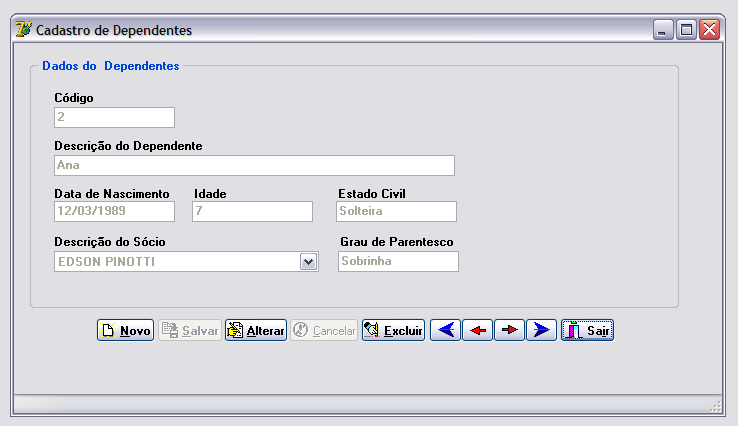 Cadastro de Dependentes
Dados do Dependentes
Código
2
Descrição do Dependente
Ana
Data de Nascimento Idade Estado Civil
12/03/1989 7 Solteira
Descrição do Sócio Grau de Parentesco
EDSON PINOTTI Sobrinha
Novo Salvar Alterar Cancelar Excluir Sair